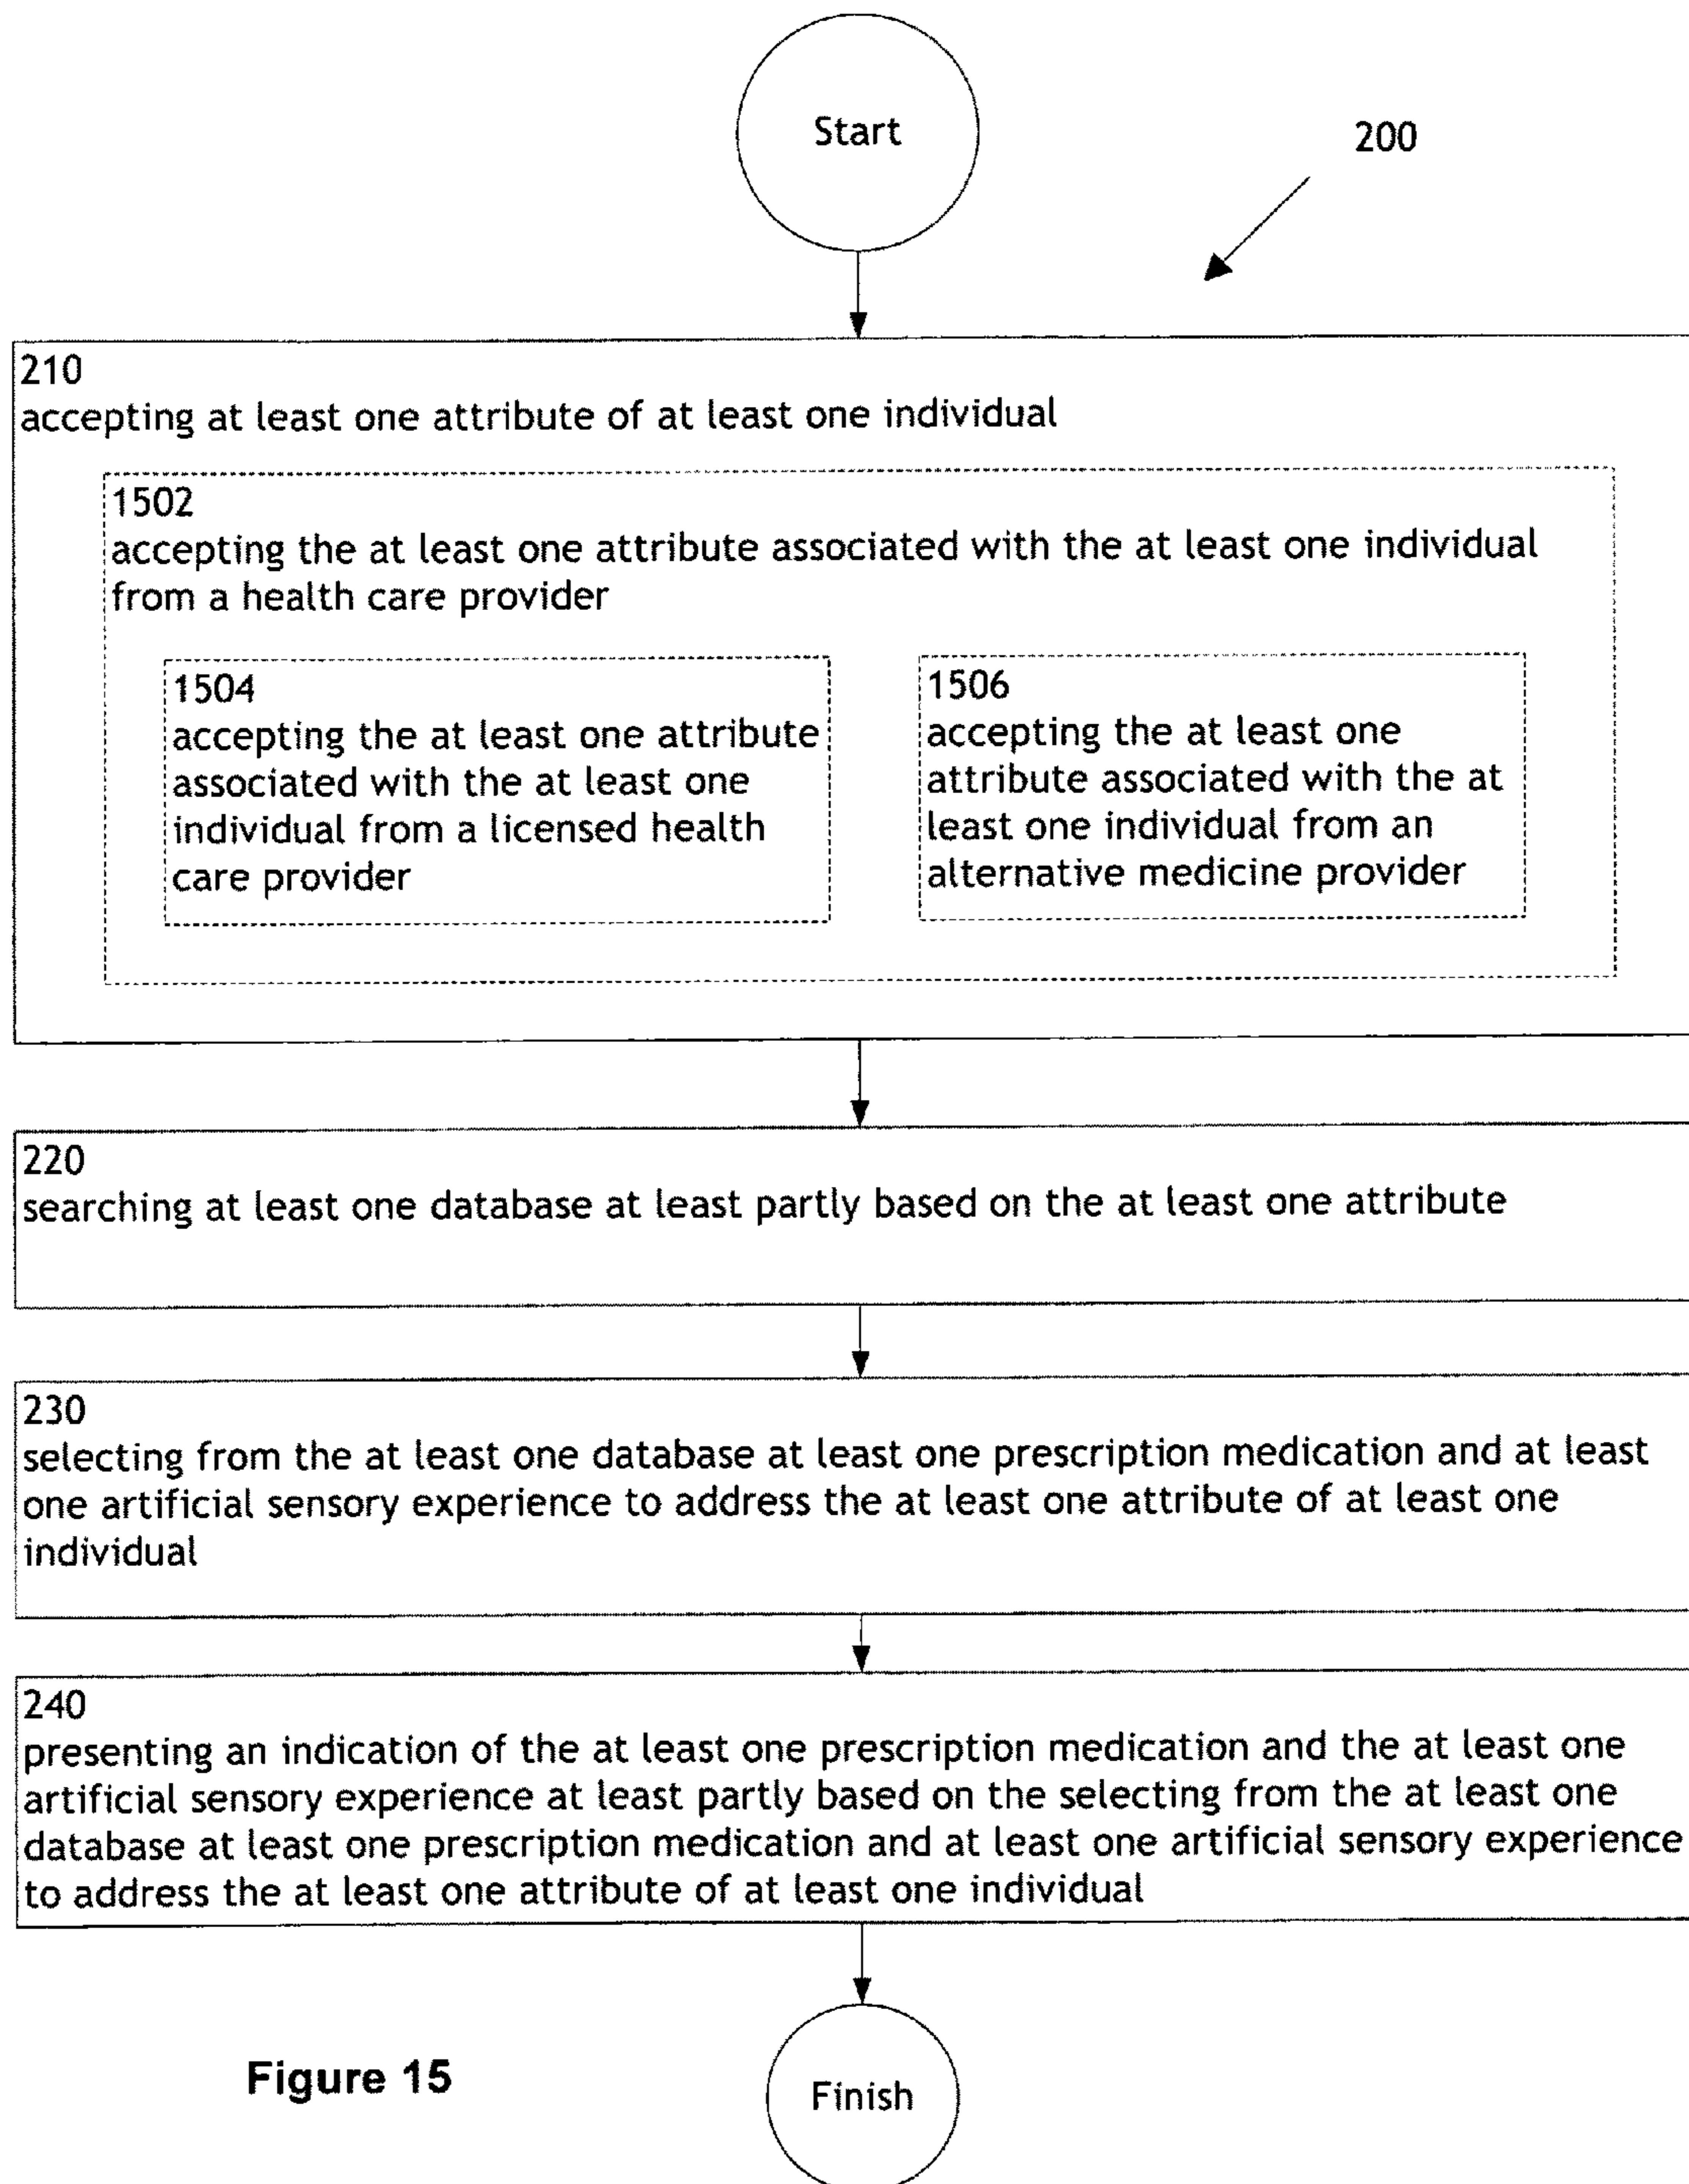 Start
200
210
accepting at least one attribute of at least one individual
1502
accepting the at least one attribute associated with the at least one individual
from a health care provider
1504
accepting the at least one attribute
associated with the at least one
individual from a licensed health
care provider
1506
accepting the at least one
attribute associated with the at
least one individual from an
alternative medicine provider
220
searching at least one database at least partly based on the at least one attribute
230
selecting from the at least one database at least one prescription medication and at least
one artificial sensory experience to address the at least one attribute of at least one
individual
240
presenting an indication of the at least one prescription medication and the at least one
artificial sensory experience at least partly based on the selecting from the at least one
database at least one prescription medication and at least one artificial sensory experience
to address the at least one attribute of at least one individual
Figure 15
Finish